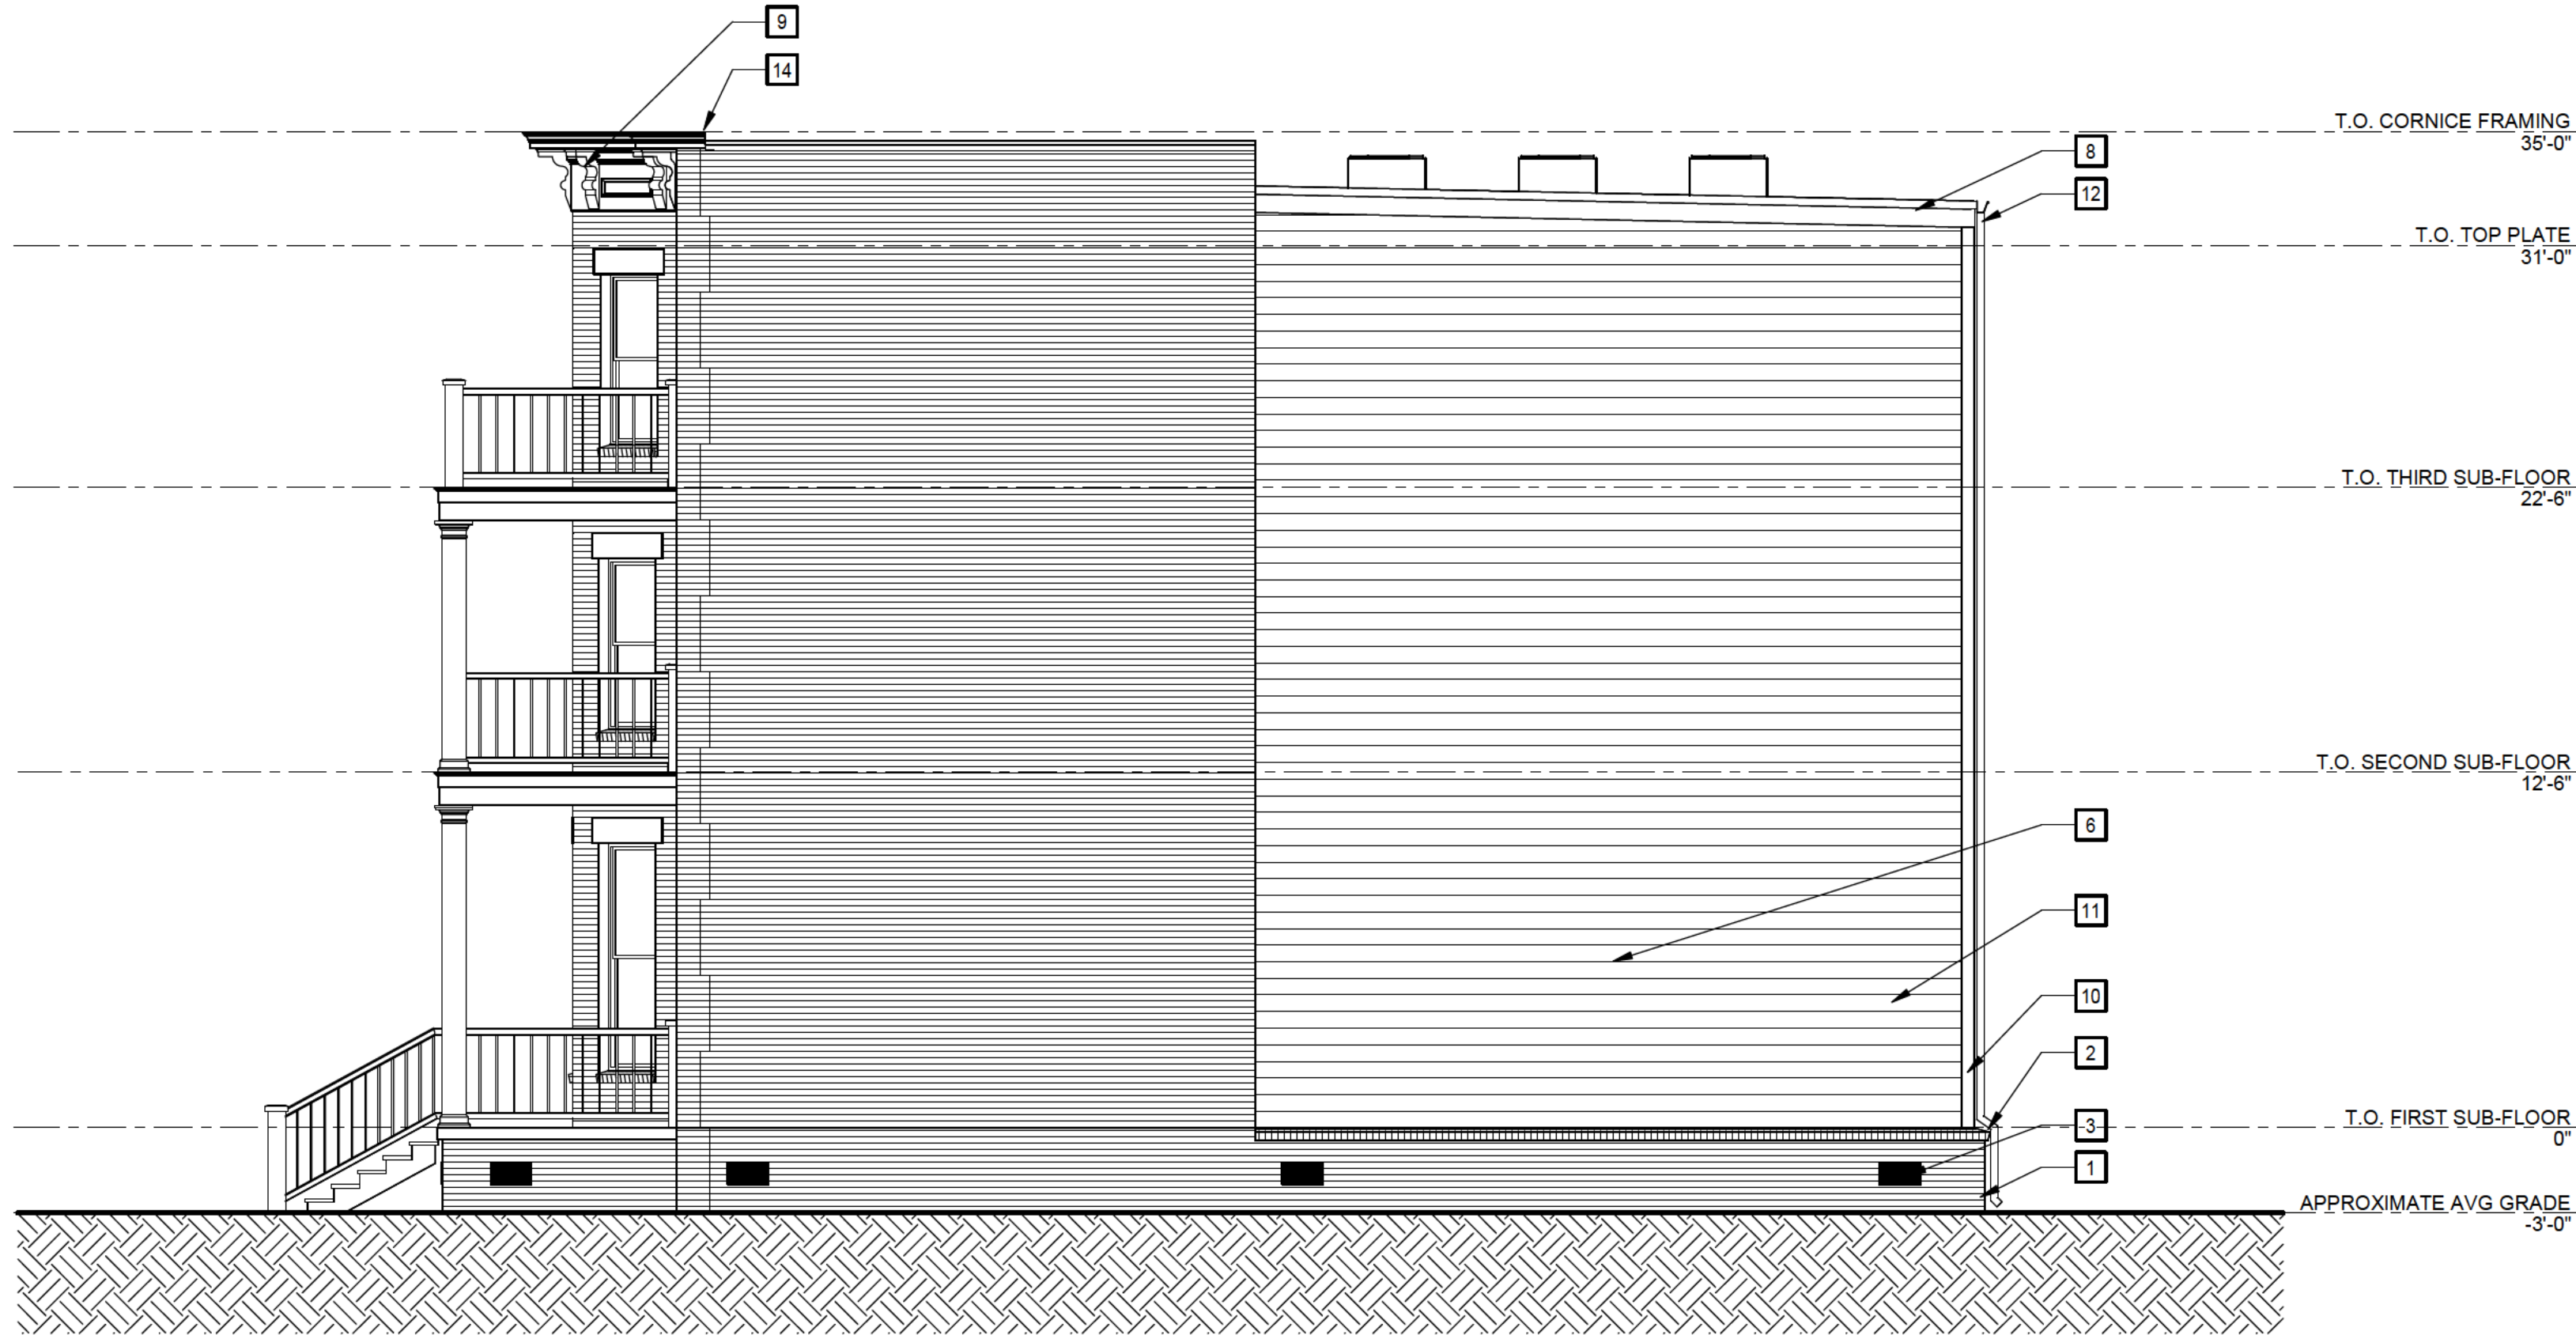 9
14
T.O. CORNICE FRAMING
35'-0"
8
12
T.O. TOP PLATE
31'-0"
T.O. THIRD SUB-FLOOR
22'-6"
T.O. SECOND SUB-FLOOR
12'-6"
6
11
10
2
3
T.O. FIRST SUB-FLOOR
0"
1
APPROXIMATE AVG GRADE
-3'-0"